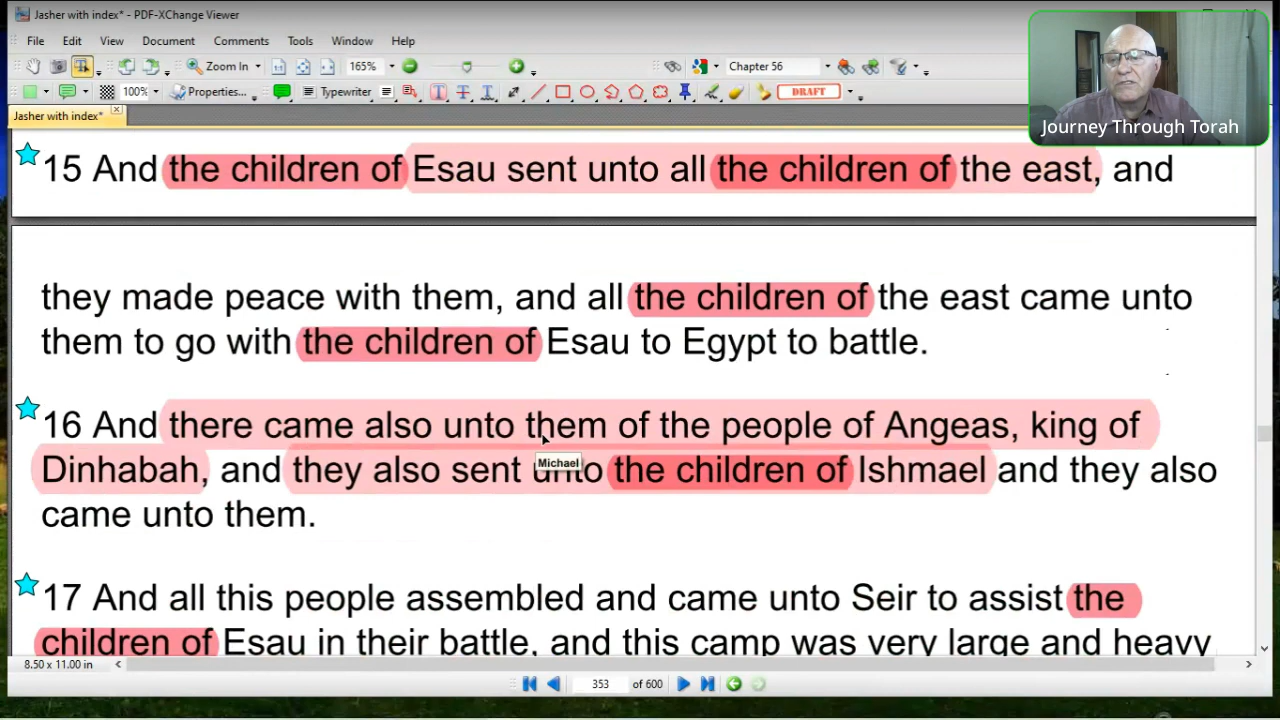 Jasher with index* - PDF-XChange Viewer
File Edit View Document Comments Tools Window Help
Zoom In 165% Chapter 56
100% Properties... Typewriter DRAFT
Jasher with index*
Journey Through Torah
15 And the children of Esau sent unto all the children of the east, and
they made peace with them, and all the children of the east came unto
them to go with the children of Esau to Egypt to battle.
16 And there came also unto them of the people of Angeas, king of
Michael
Dinhabah, and they also sent unto the children of Ishmael and they also
came unto them.
17 And all this people assembled and came unto Seir to assist the
children of Esau in their battle, and this camp was very large and heavy
8.50 x 11.00 in
353 of 600